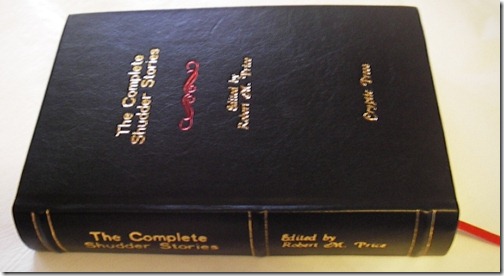 The Complete
Shudder Stories
Edited by
Robert M. Price
Cryptic Press
The Complete
Shudder Stories
Edited by
Robert M. Price